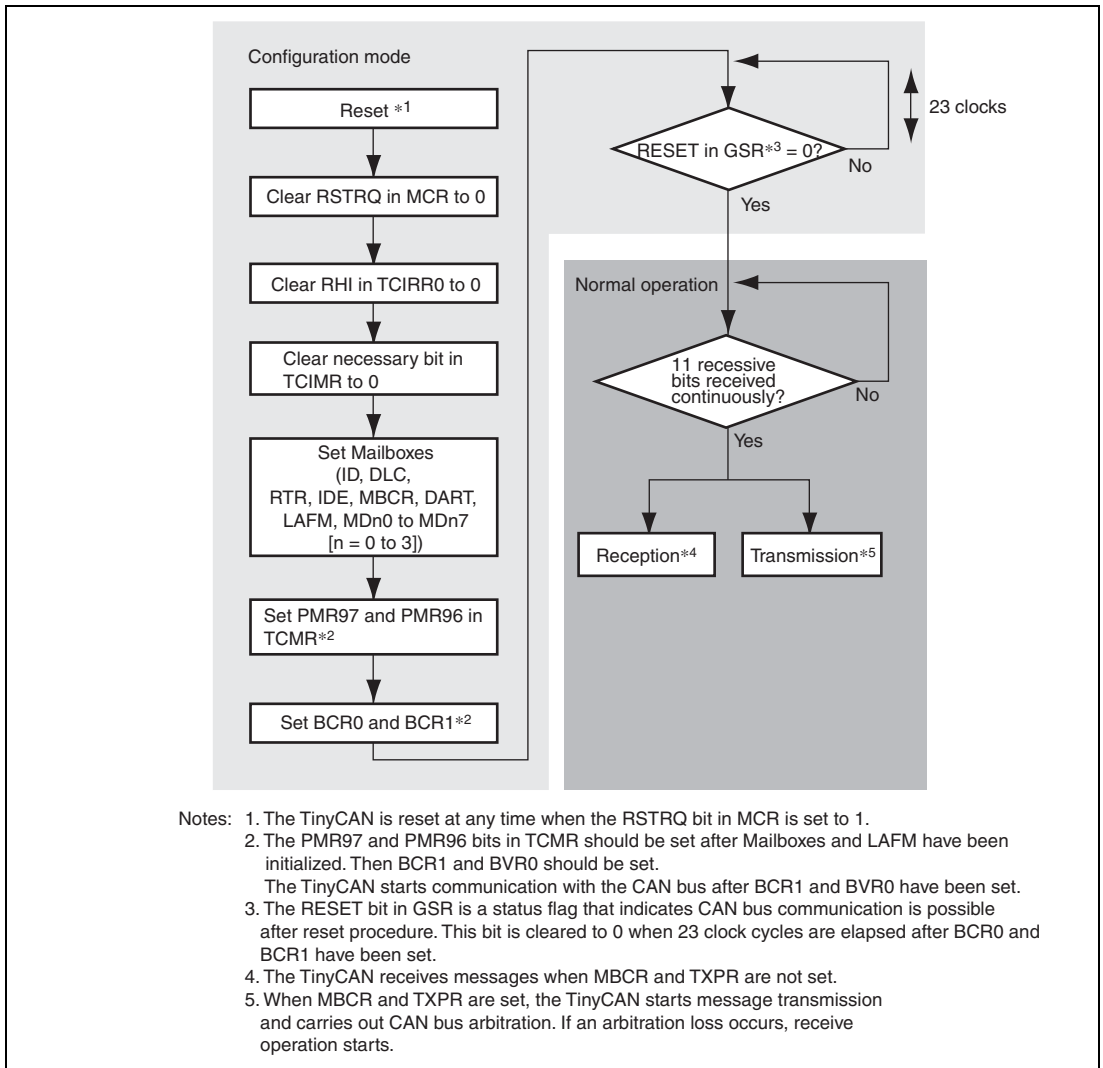 Configuration mode
Reset *1
Clear RSTRQ in MCR to 0
Clear RHI in TCIRR0 to 0
Clear necessary bit in
TCIMR to 0
Set Mailboxes
(ID, DLC,
RTR, IDE, MBCR, DART,
LAFM, MDn0 to MDn7
[n = 0 to 3])
Set PMR97 and PMR96 in
TCMR*2
Set BCR0 and BCR1*2
23 clocks
RESET in GSR*3 = 0?
No
Yes
Normal operation
11 recessive
bits received
continuously?
No
Yes
Reception*4
Transmission*5
Notes: 1. The TinyCAN is reset at any time when the RSTRQ bit in MCR is set to 1.
2. The PMR97 and PMR96 bits in TCMR should be set after Mailboxes and LAFM have been
initialized. Then BCR1 and BVR0 should be set.
The TinyCAN starts communication with the CAN bus after BCR1 and BVR0 have been set.
3. The RESET bit in GSR is a status flag that indicates CAN bus communication is possible
after reset procedure. This bit is cleared to 0 when 23 clock cycles are elapsed after BCR0 and
BCR1 have been set.
4. The TinyCAN receives messages when MBCR and TXPR are not set.
5. When MBCR and TXPR are set, the TinyCAN starts message transmission
and carries out CAN bus arbitration. If an arbitration loss occurs, receive
operation starts.